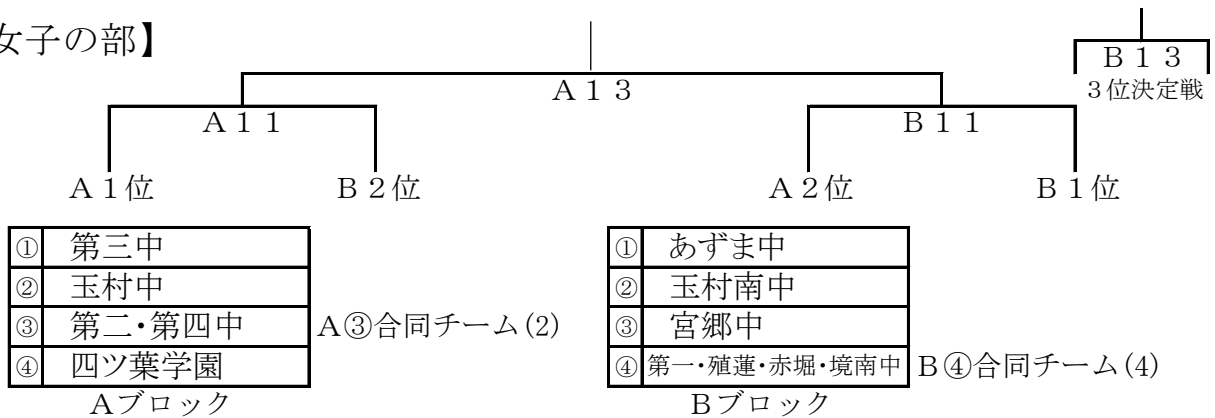 女子の部】
B13
3位決定戦
A13
A11
B11
A1位
B2位
A2位
B1位
① 第三中
② 玉村中
③ 第二・第四中
④ 四ツ葉学園
A③合同チーム(2)
Aブロック
① あずま中
② 玉村南中
③ 宮郷中
④ 第一・殖蓮・赤堀・境南中
B④合同チーム(4)
Bブロック